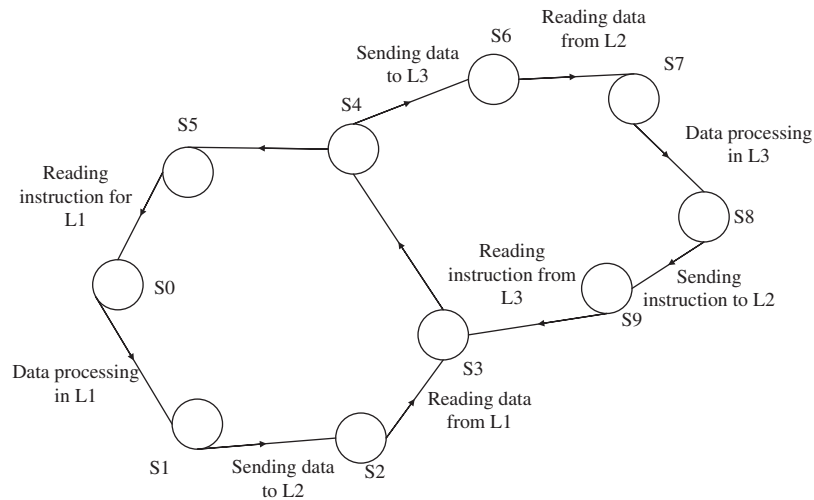 S6
Reading data
from L2
Sending data
to L3
S7
S4
S5
Data processing
in L3
Reading
instruction for
L1
S8
Reading
instruction from
L3
S0
Sending
instruction to L2
S9
Data processing
in L1
S3
Reading data
from L1
S1
Sending data
to L2
S2